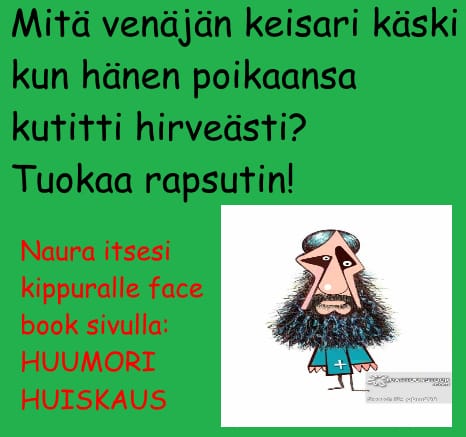 Mitä venäjän keisari käski
kun hänen poikaansa
kutitti hirveästi?
Tuokaa rapsutin!
Naura itsesi
kippuralle face
book sivulla:
HUUMORI
HUISKAUS